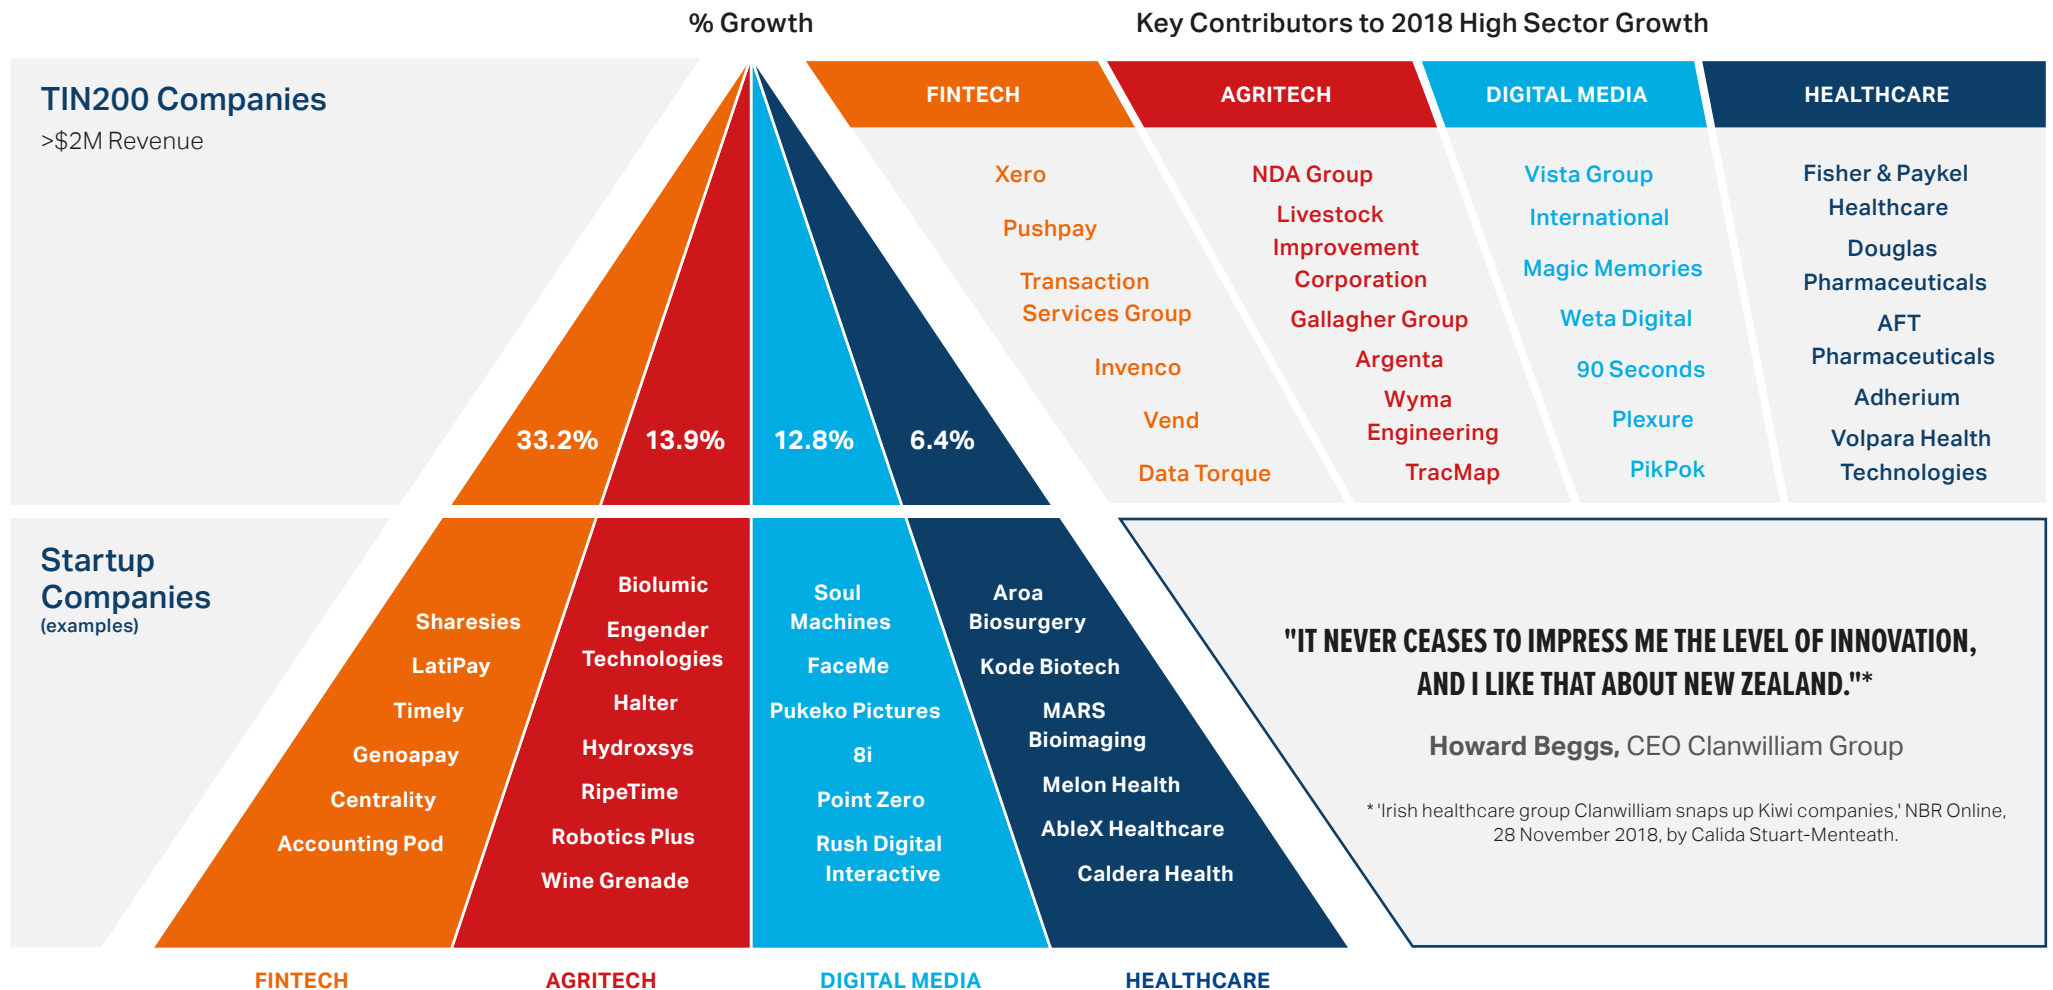 % Growth
Key Contributors to 2018 High Sector Growth
TIN200 Companies
>$2M Revenue
FINTECH
AGRITECH
DIGITAL MEDIA
HEALTHCARE
Xero
Pushpay
Transaction
Services Group
Invenco
Vend
Data Torque
NDA Group
Livestock
Improvement
Corporation
Gallagher Group
Argenta
Wyma
Engineering
TracMap
Vista Group
International
Magic Memories
Weta Digital
90 Seconds
Plexure
PikPok
Fisher & Paykel
Healthcare
Douglas
Pharmaceuticals
AFT
Pharmaceuticals
Adherium
Volpara Health
Technologies
33.2%
13.9%
12.8%
6.4%
Startup
Companies
(examples)
Sharesies
LatiPay
Timely
Genoapay
Centrality
Accounting Pod
Biolumic
Engender
Technologies
Halter
Hydroxsys
RipeTime
Robotics Plus
Wine Grenade
Soul
Machines
FaceMe
Pukeko Pictures
8i
Point Zero
Rush Digital
Interactive
Aroa
Biosurgery
Kode Biotech
MARS
Bioimaging
Melon Health
AbleX Healthcare
Caldera Health
"IT NEVER CEASES TO IMPRESS ME THE LEVEL OF INNOVATION,
AND I LIKE THAT ABOUT NEW ZEALAND."*
Howard Beggs, CEO Clanwilliam Group
* 'Irish healthcare group Clanwilliam snaps up Kiwi companies,' NBR Online,
28 November 2018, by Calida Stuart-Menteath.
FINTECH
AGRITECH
DIGITAL MEDIA
HEALTHCARE